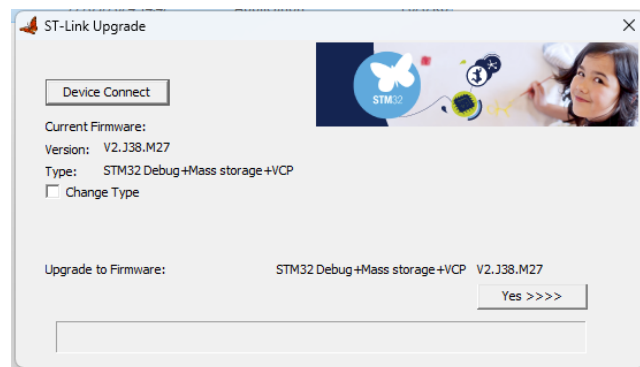 ST-Link Upgrade
Device Connect
STM32
Current Firmware:
Version: V2.J38.M27
Type: STM32 Debug+Mass storage+VCP
Change Type
Upgrade to Firmware: STM32 Debug+Mass storage+VCP V2.J38.M27
Yes >>>>